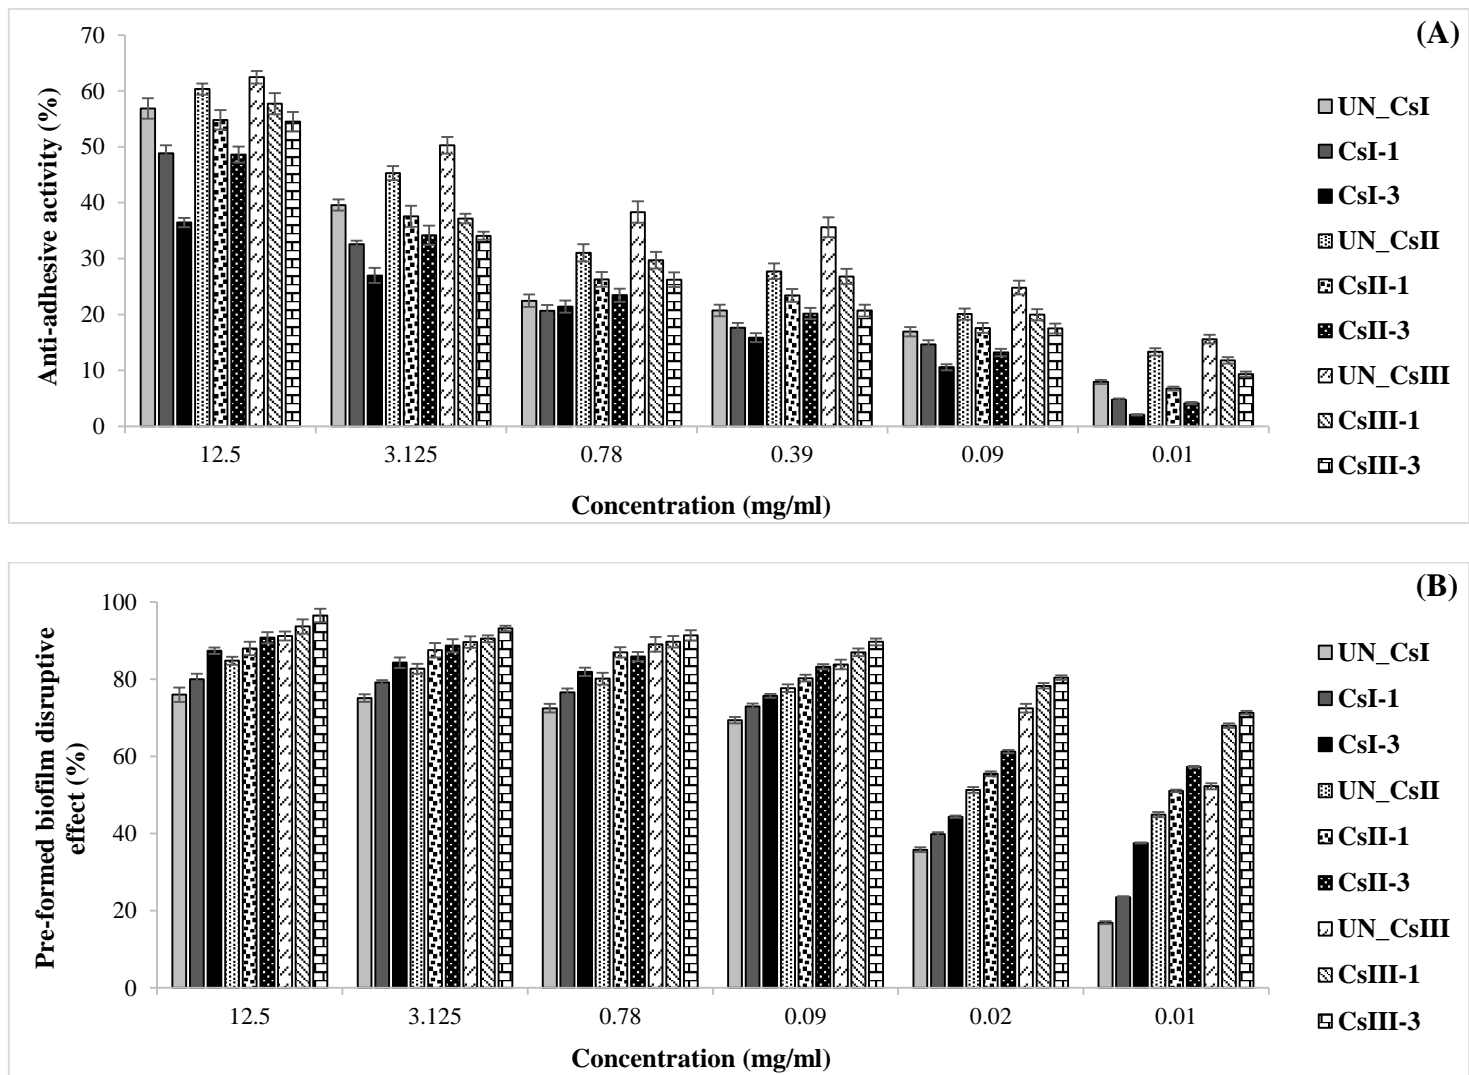 (A)
Anti-adhesive activity (%)
70
60
50
40
30
20
10
0
12.5 3.125 0.78 0.39 0.09 0.01
Concentration (mg/ml)
UN_CsI
CsI-1
CsI-3
UN_CsII
CsII-1
CsII-3
UN_CsIII
CsIII-1
CsIII-3
(B)
Pre-formed biofilm disruptive
effect (%)
100
80
60
40
20
0
12.5 3.125 0.78 0.09 0.02 0.01
Concentration (mg/ml)
UN_CsI
CsI-1
CsI-3
UN_CsII
CsII-1
CsII-3
UN_CsIII
CsIII-1
CsIII-3